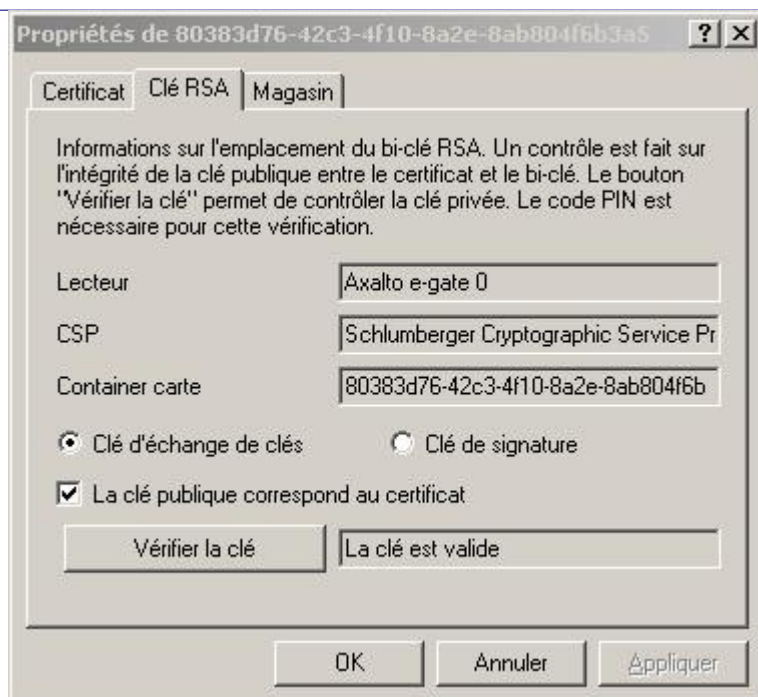 Propriétés de 80383d76-42c3-4f10-8a2e-8ab804f6b3a5
Certificat Clé RSA Magasin
Informations sur l'emplacement du bi-clé RSA. Un contrôle est fait sur
l'intégrité de la clé publique entre le certificat et le bi-clé. Le bouton
"Vérifier la clé" permet de contrôler la clé privée. Le code PIN est
nécessaire pour cette vérification.
Lecteur Axalto e-gate 0
CSP Schlumberger Cryptographic Service Pr
Container carte 80383d76-42c3-4f10-8a2e-8ab804f6b
Clé d'échange de clés Clé de signature
La clé publique correspond au certificat
Vérifier la clé La clé est valide
OK Annuler Appliquer